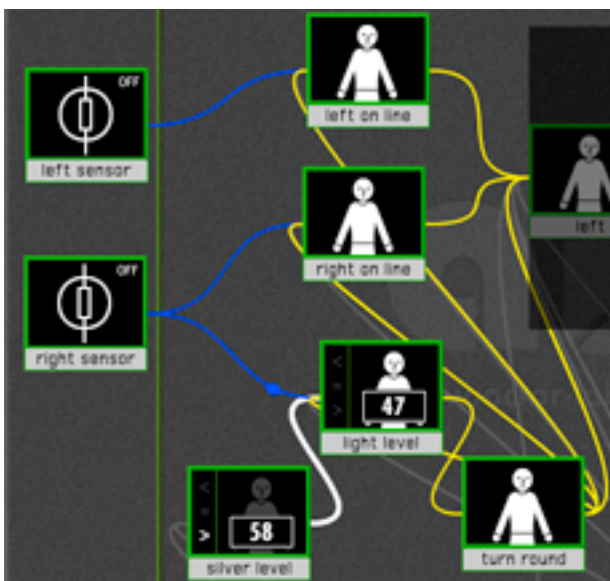 OFF
left sensor
left on line
right on line
left
OFF
right sensor
47
light level
58
silver level
turn round